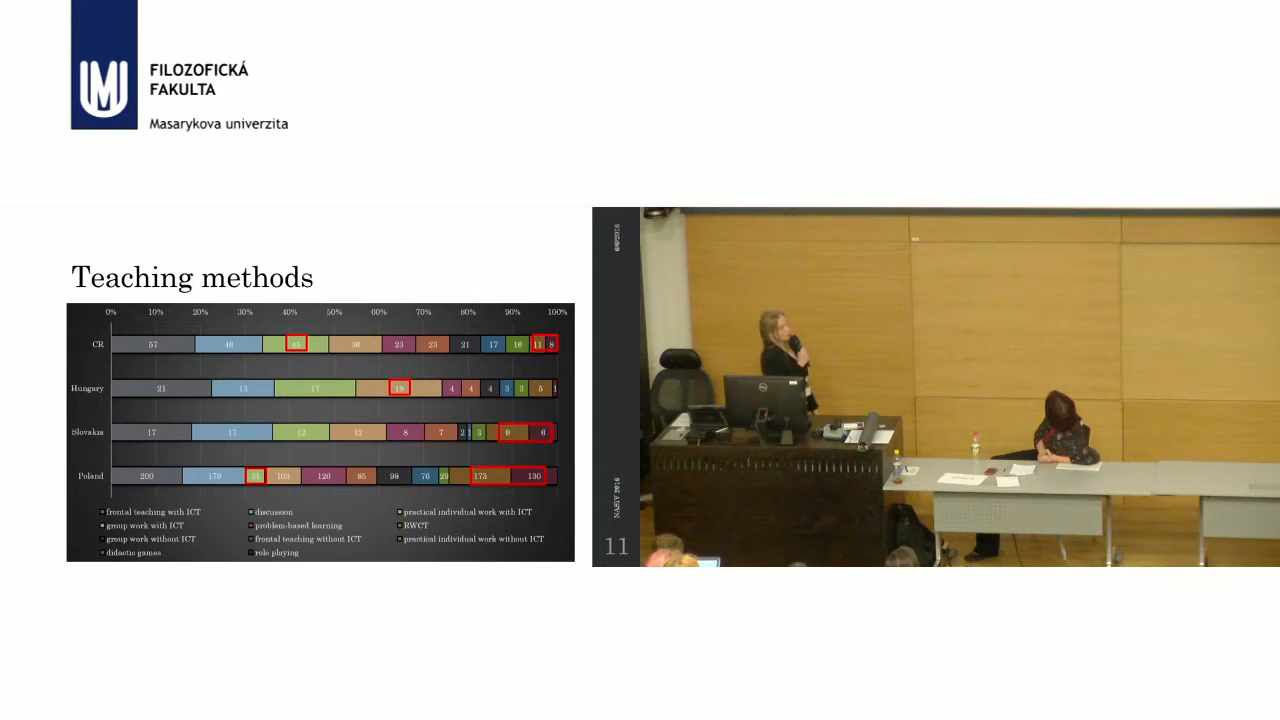 FILOZOFICKÁ
FAKULTA
Masarykova univerzita
Teaching methods
0% 10% 20% 30% 40% 50% 60% 70% 80% 90% 100%
CR 57 46 45 36 23 23 21 17 16 11 8
Hungary 21 13 17 18 4 4 4 3 3 5 1
Slovakia 17 17 12 8 7 2 1 3 9 6
Poland 200 179 51 103 126 85 98 76 29 173 130
frontal teaching with ICT discussion practical individual work with ICT
group work with ICT problem-based learning RWCT
group work without ICT frontal teaching without ICT practical individual work without ICT
didactic games role playing
11